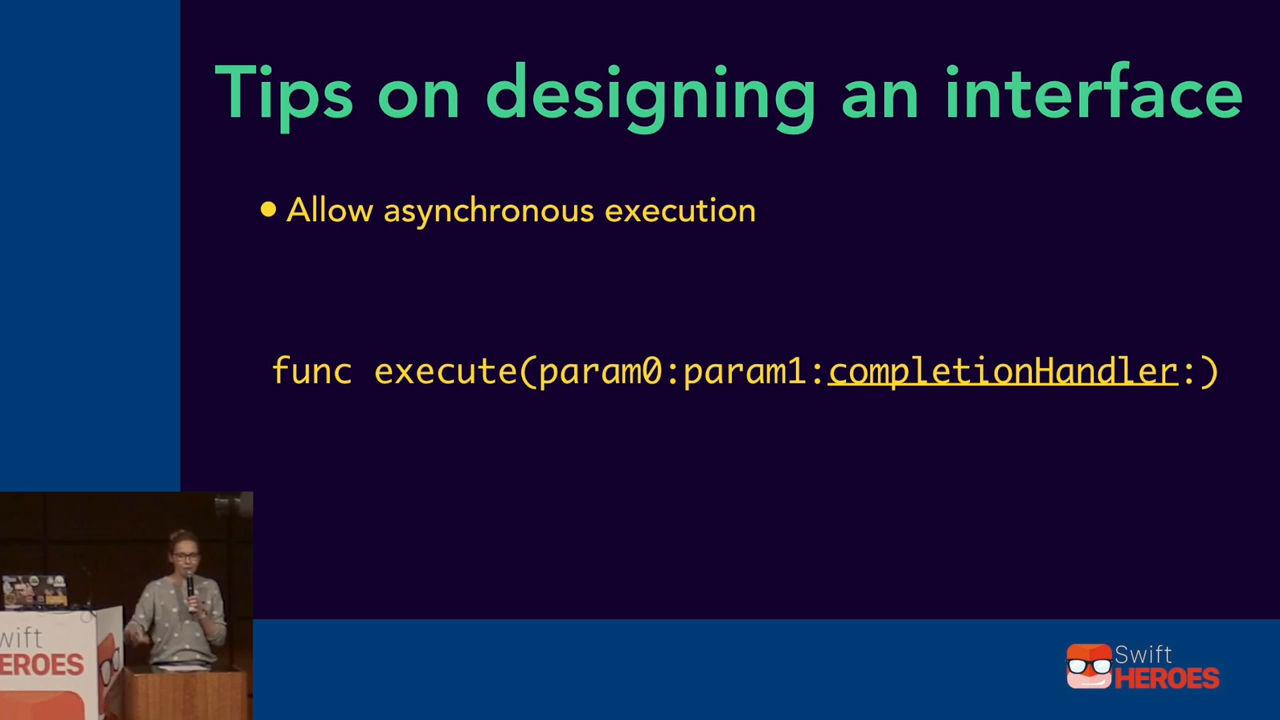 Tips on designing an interface
• Allow asynchronous execution
func execute(param0:param1:completionHandler:)
wift
EROES
Swift
HEROES